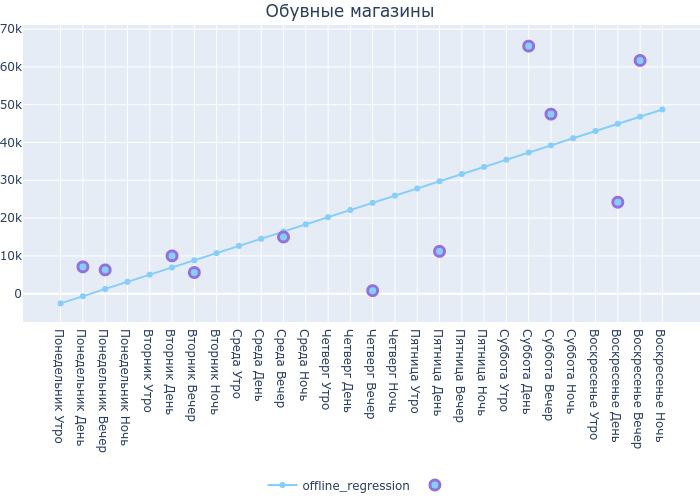 Обувные магазины
70k
60k
50k
40k
30k
20k
10k
0
Понедельник Утро
Понедельник День
Понедельник Вечер
Понедельник Ночь
Вторник Утро
Вторник День
Вторник Вечер
Вторник Ночь
Среда Утро
Среда День
Среда Вечер
Среда Ночь
Четверг Утро
Четверг День
Четверг Вечер
Четверг Ночь
Пятница Утро
Пятница День
Пятница Вечер
Пятница Ночь
Суббота Утро
Суббота День
Суббота Вечер
Суббота Ночь
Воскресенье Утро
Воскресенье День
Воскресенье Вечер
Воскресенье Ночь
offline_regression